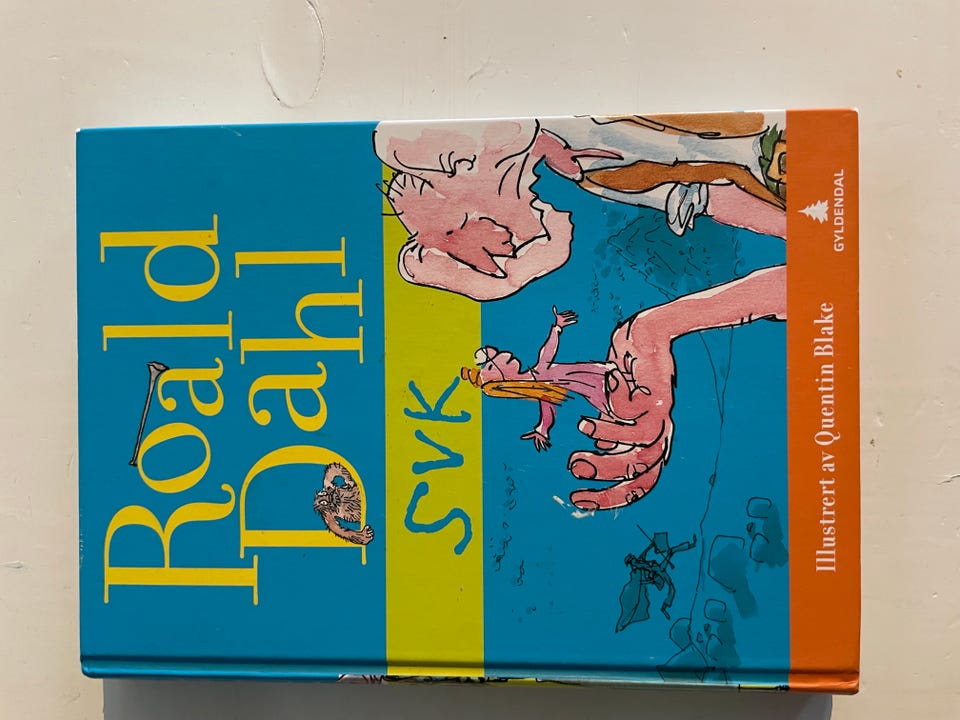 Roald
Dahl
SVK
Illustrert av Quentin Blake
GYLDENDAL